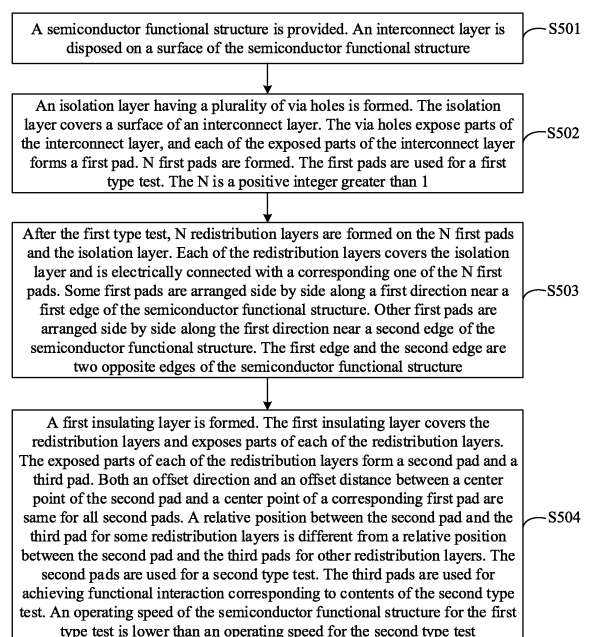 A semiconductor functional structure is provided. An interconnect layer is
disposed on a surface of the semiconductor functional structure
S501
An isolation layer having a plurality of via holes is formed. The isolation
layer covers a surface of an interconnect layer. The via holes expose parts of
the interconnect layer, and each of the exposed parts of the interconnect layer
forms a first pad. N first pads are formed. The first pads are used for a first
type test. The N is a positive integer greater than 1
S502
After the first type test, N redistribution layers are formed on the N first pads
and the isolation layer. Each of the redistribution layers covers the isolation
layer and is electrically connected with a corresponding one of the N first
pads. Some first pads are arranged side by side along a first direction near a
first edge of the semiconductor functional structure. Other first pads are
arranged side by side along the first direction near a second edge of the
semiconductor functional structure. The first edge and the second edge are
two opposite edges of the semiconductor functional structure
S503
A first insulating layer is formed. The first insulating layer covers the
redistribution layers and exposes parts of each of the redistribution layers.
The exposed parts of each of the redistribution layers form a second pad and a
third pad. Both an offset direction and an offset distance between a center
point of the second pad and a center point of a corresponding first pad are
same for all second pads. A relative position between the second pad and the
third pad for some redistribution layers is different from a relative position
between the second pad and the third pads for other redistribution layers. The
second pads are used for a second type test. The third pads are used for
achieving functional interaction corresponding to contents of the second type
test. An operating speed of the semiconductor functional structure for the first
type test is lower than an operating speed for the second type test
S504